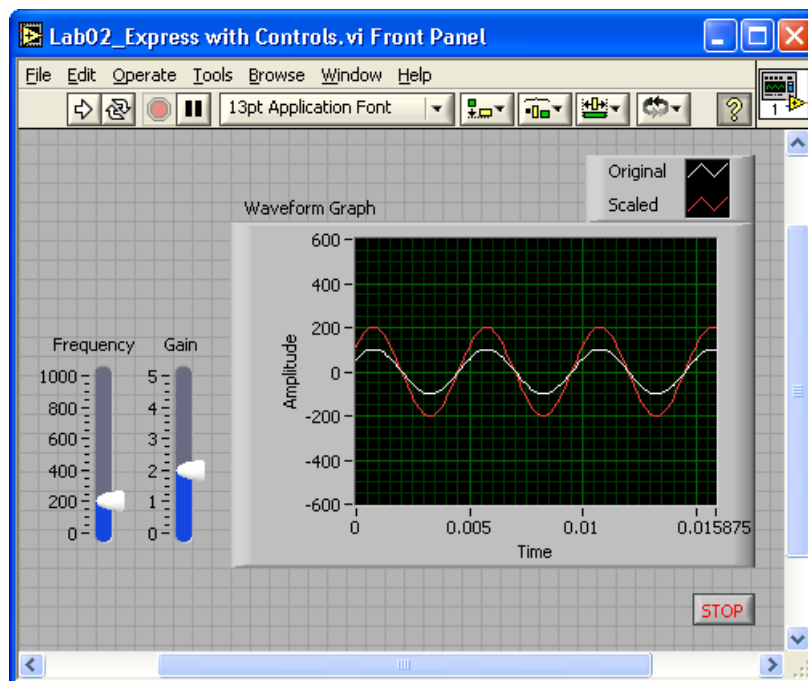 Lab02_Express with Controls.vi Front Panel
File Edit Operate Tools Browse Window Help
13pt Application Font
?
1
Original
Scaled
Waveform Graph
600
400
200
0
-200
-400
-600
Amplitude
0 0.005 0.01 0.015875
Time
Frequency
1000
800
600
400
200
0
Gain
5
4
3
2
1
0
STOP